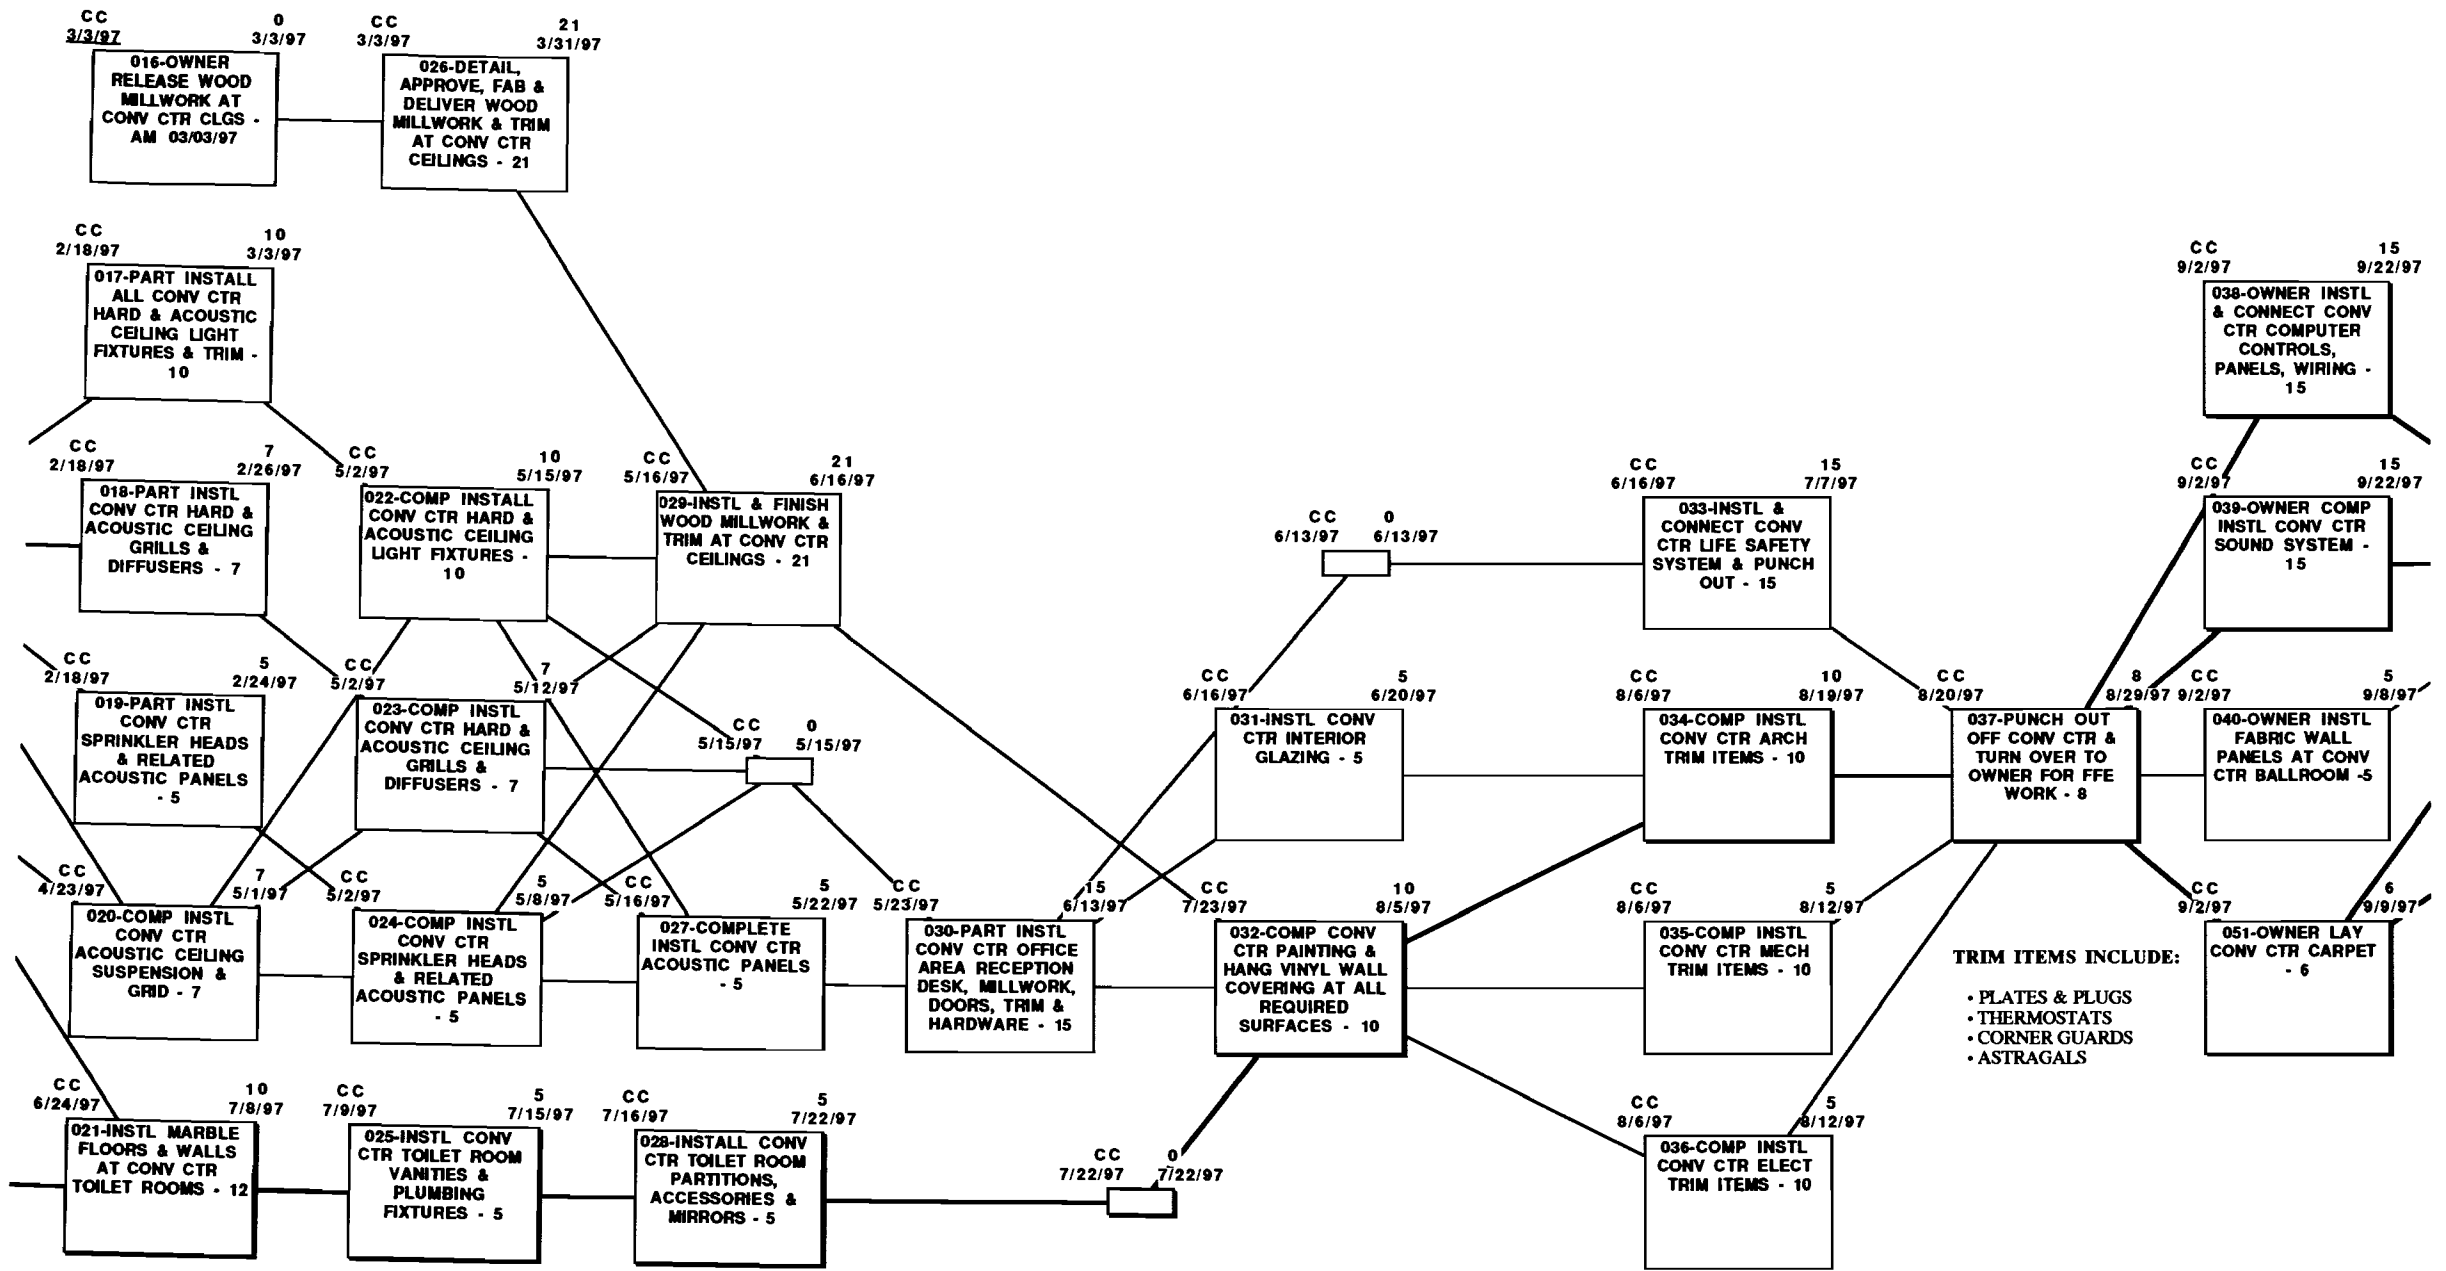 CC
3/3/97
0
3/3/97
016-OWNER
RELEASE WOOD
MILLWORK AT
CONV CTR CLGS -
AM 03/03/97
CC
3/3/97
21
3/31/97
026-DETAIL,
APPROVE, FAB &
DELIVER WOOD
MILLWORK & TRIM
AT CONV CTR
CEILINGS - 21
CC
2/18/97
10
3/3/97
017-PART INSTALL
ALL CONV CTR
HARD & ACOUSTIC
CEILING LIGHT
FIXTURES & TRIM -
10
CC
9/2/97
15
9/22/97
038-OWNER INSTL
& CONNECT CONV
CTR COMPUTER
CONTROLS,
PANELS, WIRING -
15
CC
2/18/97
7
2/26/97
018-PART INSTL
CONV CTR HARD &
ACOUSTIC CEILING
GRILLS &
DIFFUSERS - 7
CC
5/2/97
10
5/15/97
022-COMP INSTALL
CONV CTR HARD &
ACOUSTIC CEILING
LIGHT FIXTURES -
10
CC
5/16/97
21
6/16/97
029-INSTL & FINISH
WOOD MILLWORK &
TRIM AT CONV CTR
CEILINGS - 21
CC
6/13/97
0
6/13/97
CC
6/16/97
15
7/7/97
033-INSTL &
CONNECT CONV
CTR LIFE SAFETY
SYSTEM & PUNCH
OUT - 15
CC
9/2/97
15
9/22/97
039-OWNER COMP
INSTL CONV CTR
SOUND SYSTEM -
15
CC
2/18/97
5
2/24/97
019-PART INSTL
CONV CTR
SPRINKLER HEADS
& RELATED
ACOUSTIC PANELS
- 5
CC
5/2/97
7
5/12/97
023-COMP INSTL
CONV CTR HARD &
ACOUSTIC CEILING
GRILLS &
DIFFUSERS - 7
CC
5/15/97
0
5/15/97
CC
6/16/97
5
6/20/97
031-INSTL CONV
CTR INTERIOR
GLAZING - 5
CC
8/6/97
10
8/19/97
034-COMP INSTL
CONV CTR ARCH
TRIM ITEMS - 10
CC
8/20/97
8
8/29/97
037-PUNCH OUT
OFF CONV CTR &
TURN OVER TO
OWNER FOR FFE
WORK - 8
CC
9/2/97
5
9/8/97
040-OWNER INSTL
FABRIC WALL
PANELS AT CONV
CTR BALLROOM -5
CC
4/23/97
7
5/1/97
020-COMP INSTL
CONV CTR
ACOUSTIC CEILING
SUSPENSION &
GRID - 7
CC
5/2/97
5
5/8/97
024-COMP INSTL
CONV CTR
SPRINKLER HEADS
& RELATED
ACOUSTIC PANELS
- 5
CC
5/16/97
5
5/22/97
027-COMPLETE
INSTL CONV CTR
ACOUSTIC PANELS
- 5
CC
5/23/97
15
6/13/97
030-PART INSTL
CONV CTR OFFICE
AREA RECEPTION
DESK, MILLWORK,
DOORS, TRIM &
HARDWARE - 15
CC
7/23/97
10
8/5/97
032-COMP CONV
CTR PAINTING &
HANG VINYL WALL
COVERING AT ALL
REQUIRED
SURFACES - 10
CC
8/6/97
5
8/12/97
035-COMP INSTL
CONV CTR MECH
TRIM ITEMS - 10
TRIM ITEMS INCLUDE:
• PLATES & PLUGS
• THERMOSTATS
• CORNER GUARDS
• ASTRAGALS
CC
9/2/97
6
9/9/97
051-OWNER LAY
CONV CTR CARPET
- 6
CC
6/24/97
10
7/8/97
021-INSTL MARBLE
FLOORS & WALLS
AT CONV CTR
TOILET ROOMS - 12
CC
7/9/97
5
7/15/97
025-INSTL CONV
CTR TOILET ROOM
VANITIES &
PLUMBING
FIXTURES - 5
CC
7/16/97
5
7/22/97
028-INSTALL CONV
CTR TOILET ROOM
PARTITIONS,
ACCESSORIES &
MIRRORS - 5
CC
7/22/97
0
7/22/97
CC
8/6/97
5
8/12/97
036-COMP INSTL
CONV CTR ELECT
TRIM ITEMS - 10